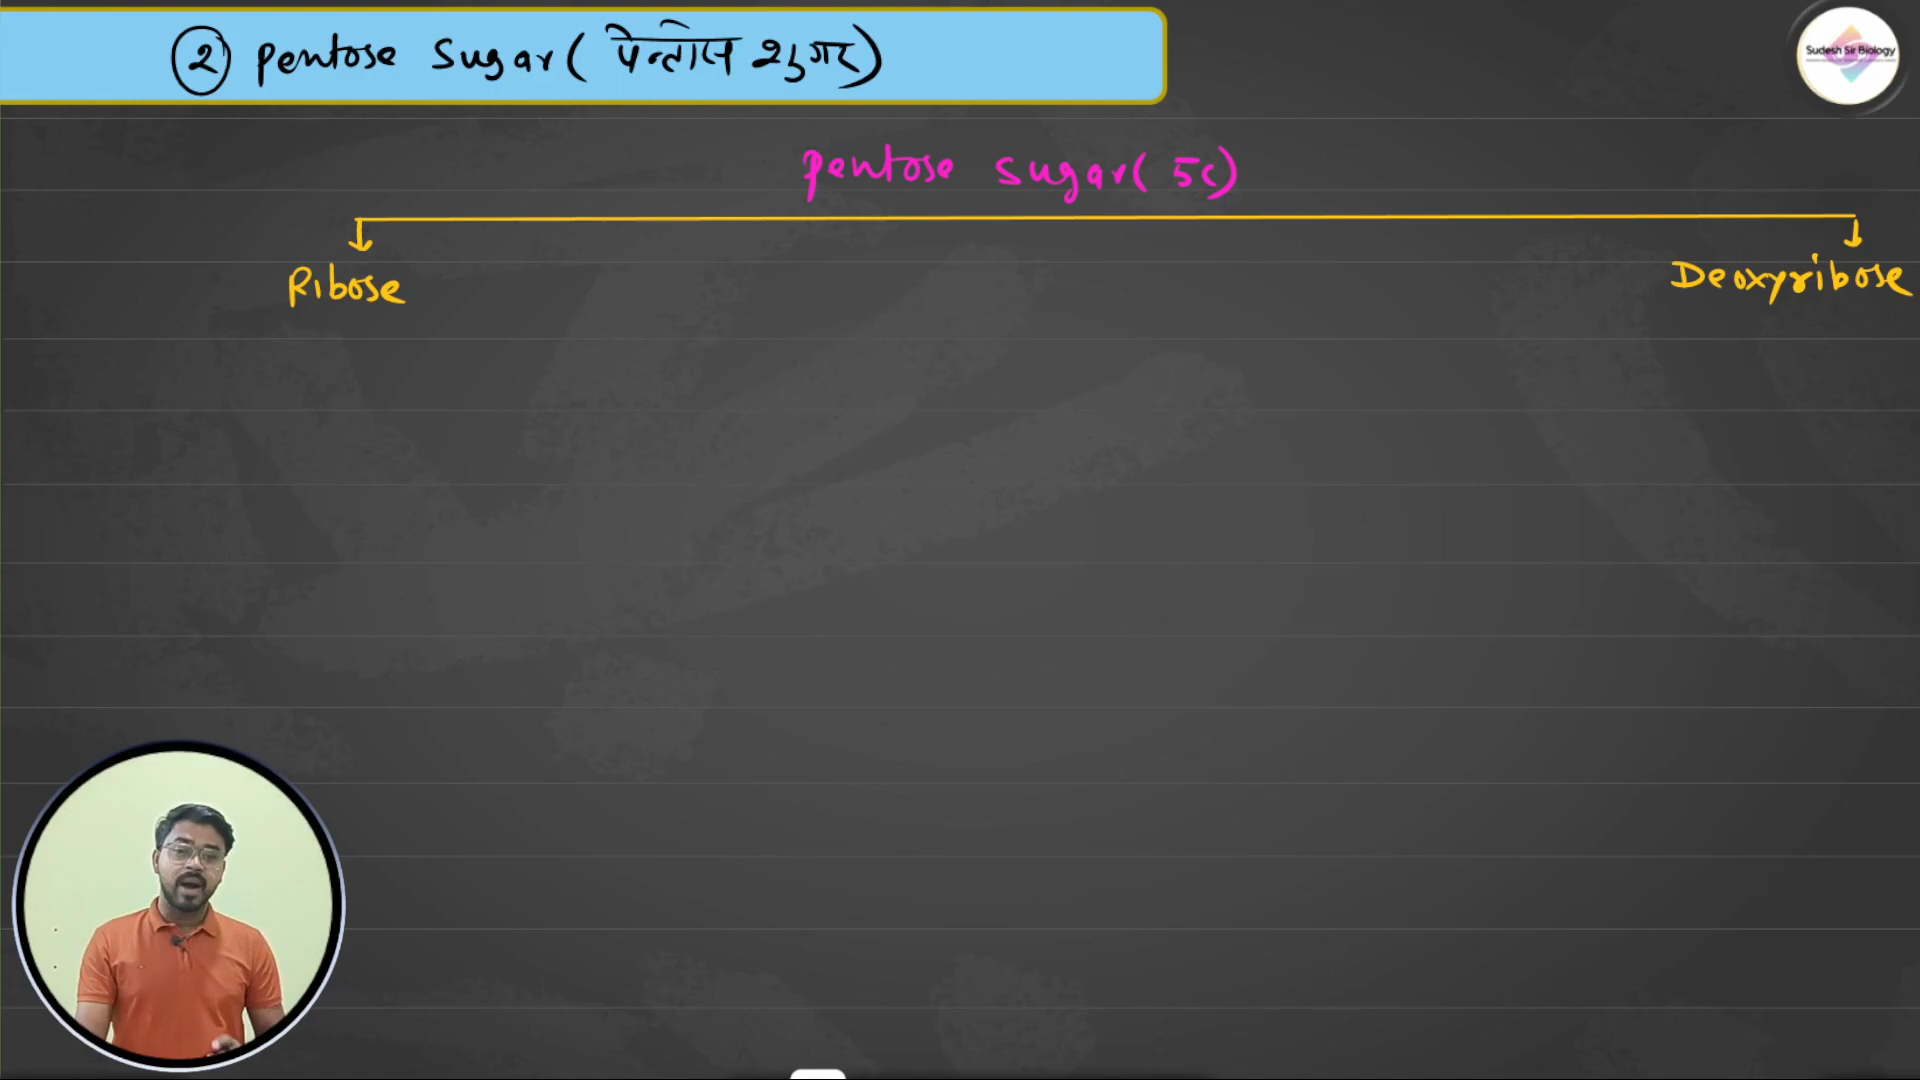 ② pentose sugar( पेन्टोस शुगर)
Sudesh Sir Biology
pentose sugar( 5c)
Ribose
Deoxyribose